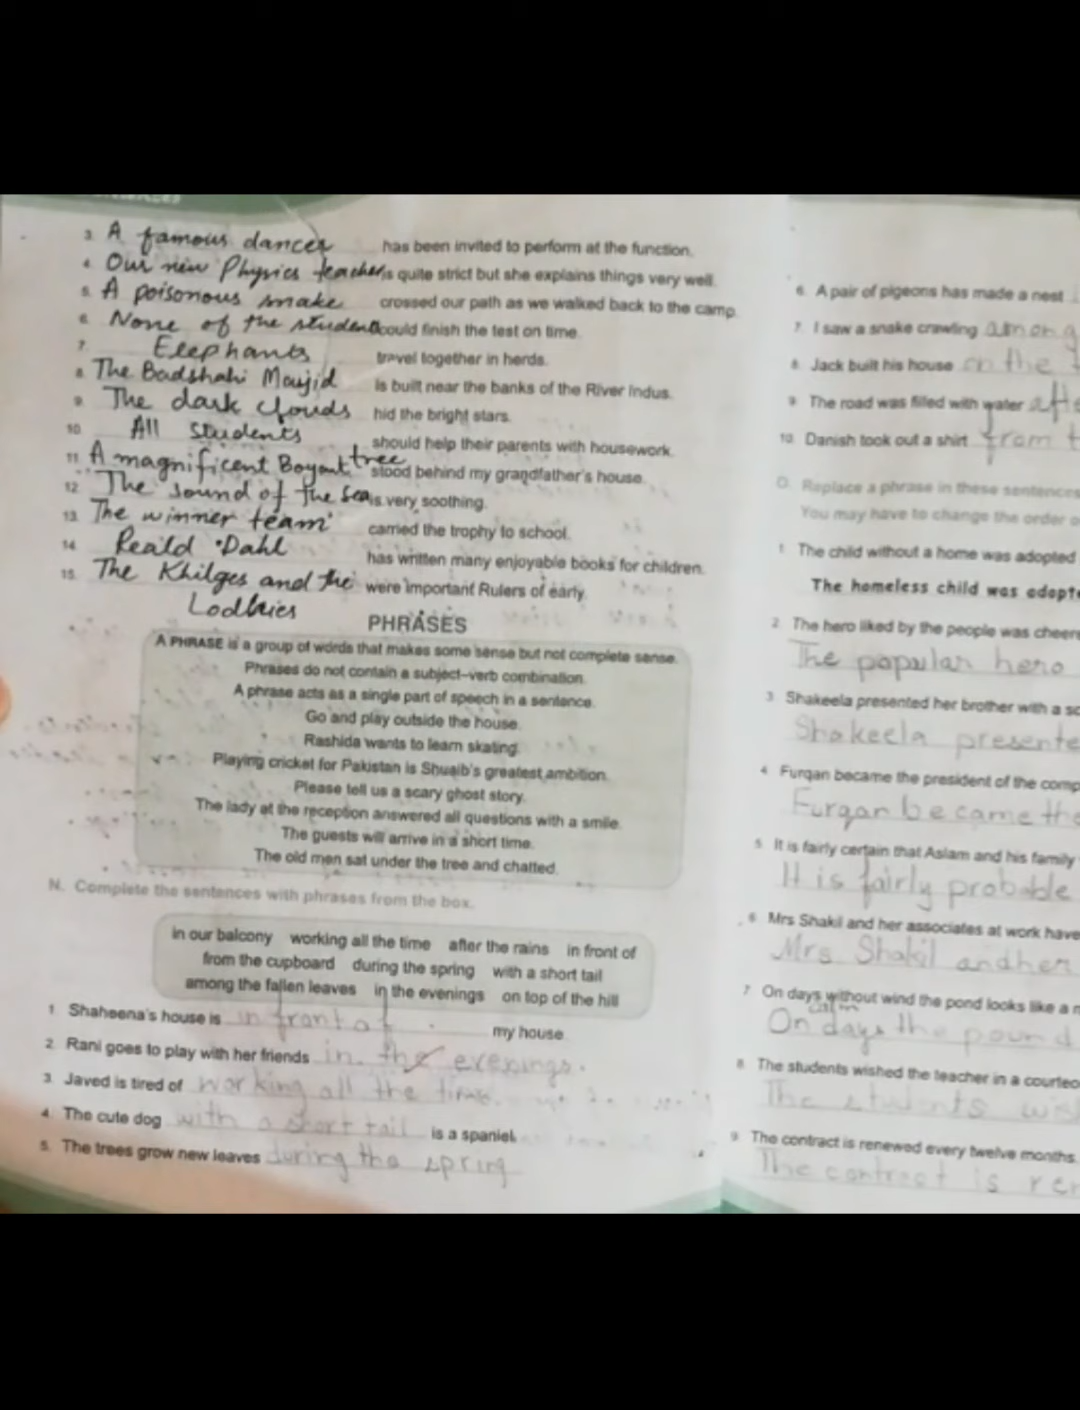 3. A famous dancer has been invited to perform at the function.
4. Our new Physics teacher is quite strict but she explains things very well.
5. A poisonous snake crossed our path as we walked back to the camp.
6. None of the student could finish the test on time.
7. Elephants travel together in herds.
8. The Badshahi Masjid is built near the banks of the River Indus.
9. The dark clouds hid the bright stars.
10. All students should help their parents with housework.
11. A magnificent tree stood behind my grandfather's house.
12. The sound of the Sea is very soothing.
13. The winner team carried the trophy to school.
14. Reald Dahl has written many enjoyable books for children.
15. The Khilges and the were important Rulers of early
Lodhies
PHRASES
A PHRASE is a group of words that makes some sense but not complete sense.
Phrases do not contain a subject–verb combination.
A phrase acts as a single part of speech in a sentence.
Go and play outside the house.
Rashida wants to learn skating.
Playing cricket for Pakistan is Shuaib's greatest ambition.
Please tell us a scary ghost story.
The lady at the reception answered all questions with a smile.
The guests will arrive in a short time.
The old men sat under the tree and chatted.
N. Complete the sentences with phrases from the box.
in our balcony working all the time after the rains in front of
from the cupboard during the spring with a short tail
among the fallen leaves in the evenings on top of the hill
1. Shaheena's house is in front of my house
2. Rani goes to play with her friends in the evenings.
3. Javed is tired of working all the time.
4. The cute dog with a short tail is a spaniel.
5. The trees grow new leaves during the spring
6. A pair of pigeons has made a nest
7. I saw a snake crawling among
8. Jack built his house on the
9. The road was filled with water afte
10. Danish took out a shirt from t
O. Replace a phrase in these sentences
You may have to change the order o
1. The child without a home was adopted
The homeless child was adopte
2. The hero liked by the people was cheere
The popular hero
3. Shakeela presented her brother with a sc
Shakeela presente
4. Furqan became the president of the comp
Furqan became the
5. It is fairly certain that Aslam and his family
It is fairly probable
6. Mrs Shakil and her associates at work have
Mrs Shakil and her
7. On days without wind the pond looks like a m
calm
On days the pound
8. The students wished the teacher in a courteo
The students wis
9. The contract is renewed every twelve months.
The contract is ren